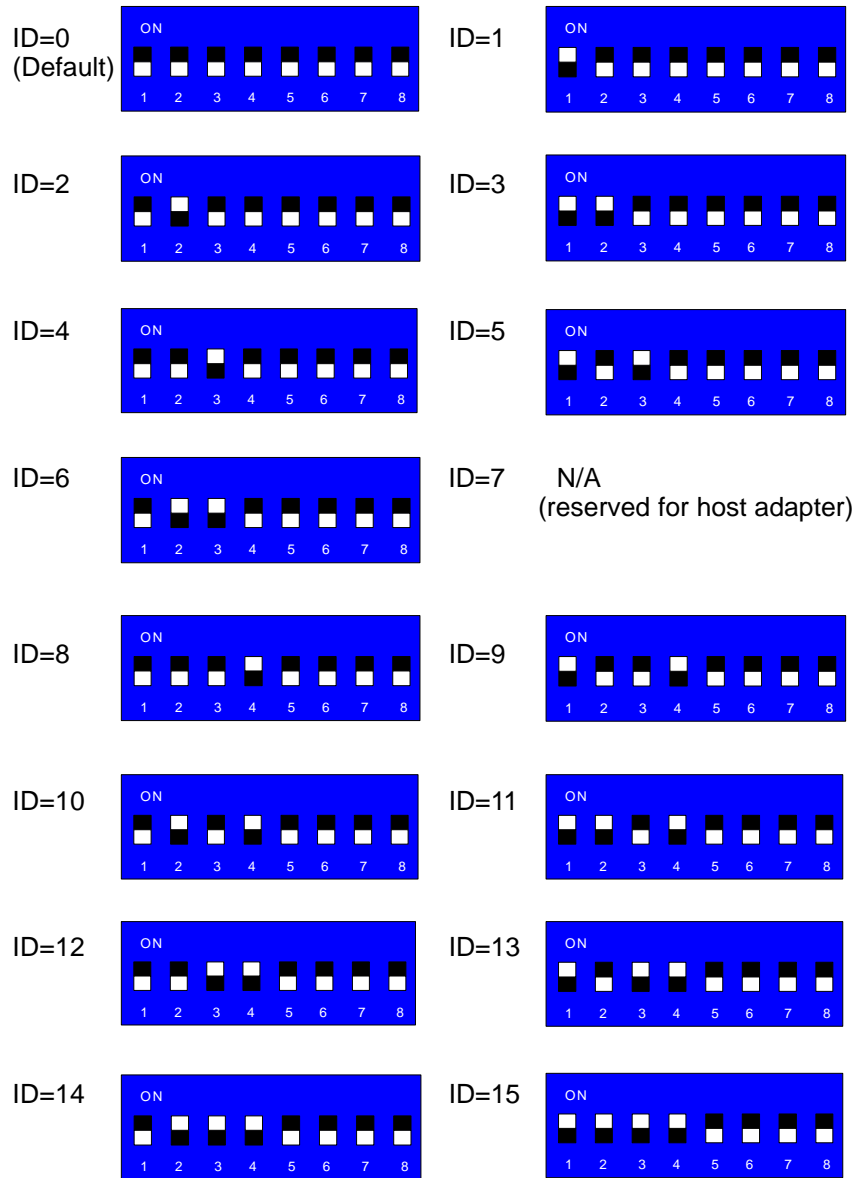 ID=0
(Default)
ON
1 2 3 4 5 6 7 8
ID=1
ON
1 2 3 4 5 6 7 8
ID=2
ON
1 2 3 4 5 6 7 8
ID=3
ON
1 2 3 4 5 6 7 8
ID=4
ON
1 2 3 4 5 6 7 8
ID=5
ON
1 2 3 4 5 6 7 8
ID=6
ON
1 2 3 4 5 6 7 8
ID=7 N/A
(reserved for host adapter)
ID=8
ON
1 2 3 4 5 6 7 8
ID=9
ON
1 2 3 4 5 6 7 8
ID=10
ON
1 2 3 4 5 6 7 8
ID=11
ON
1 2 3 4 5 6 7 8
ID=12
ON
1 2 3 4 5 6 7 8
ID=13
ON
1 2 3 4 5 6 7 8
ID=14
ON
1 2 3 4 5 6 7 8
ID=15
ON
1 2 3 4 5 6 7 8